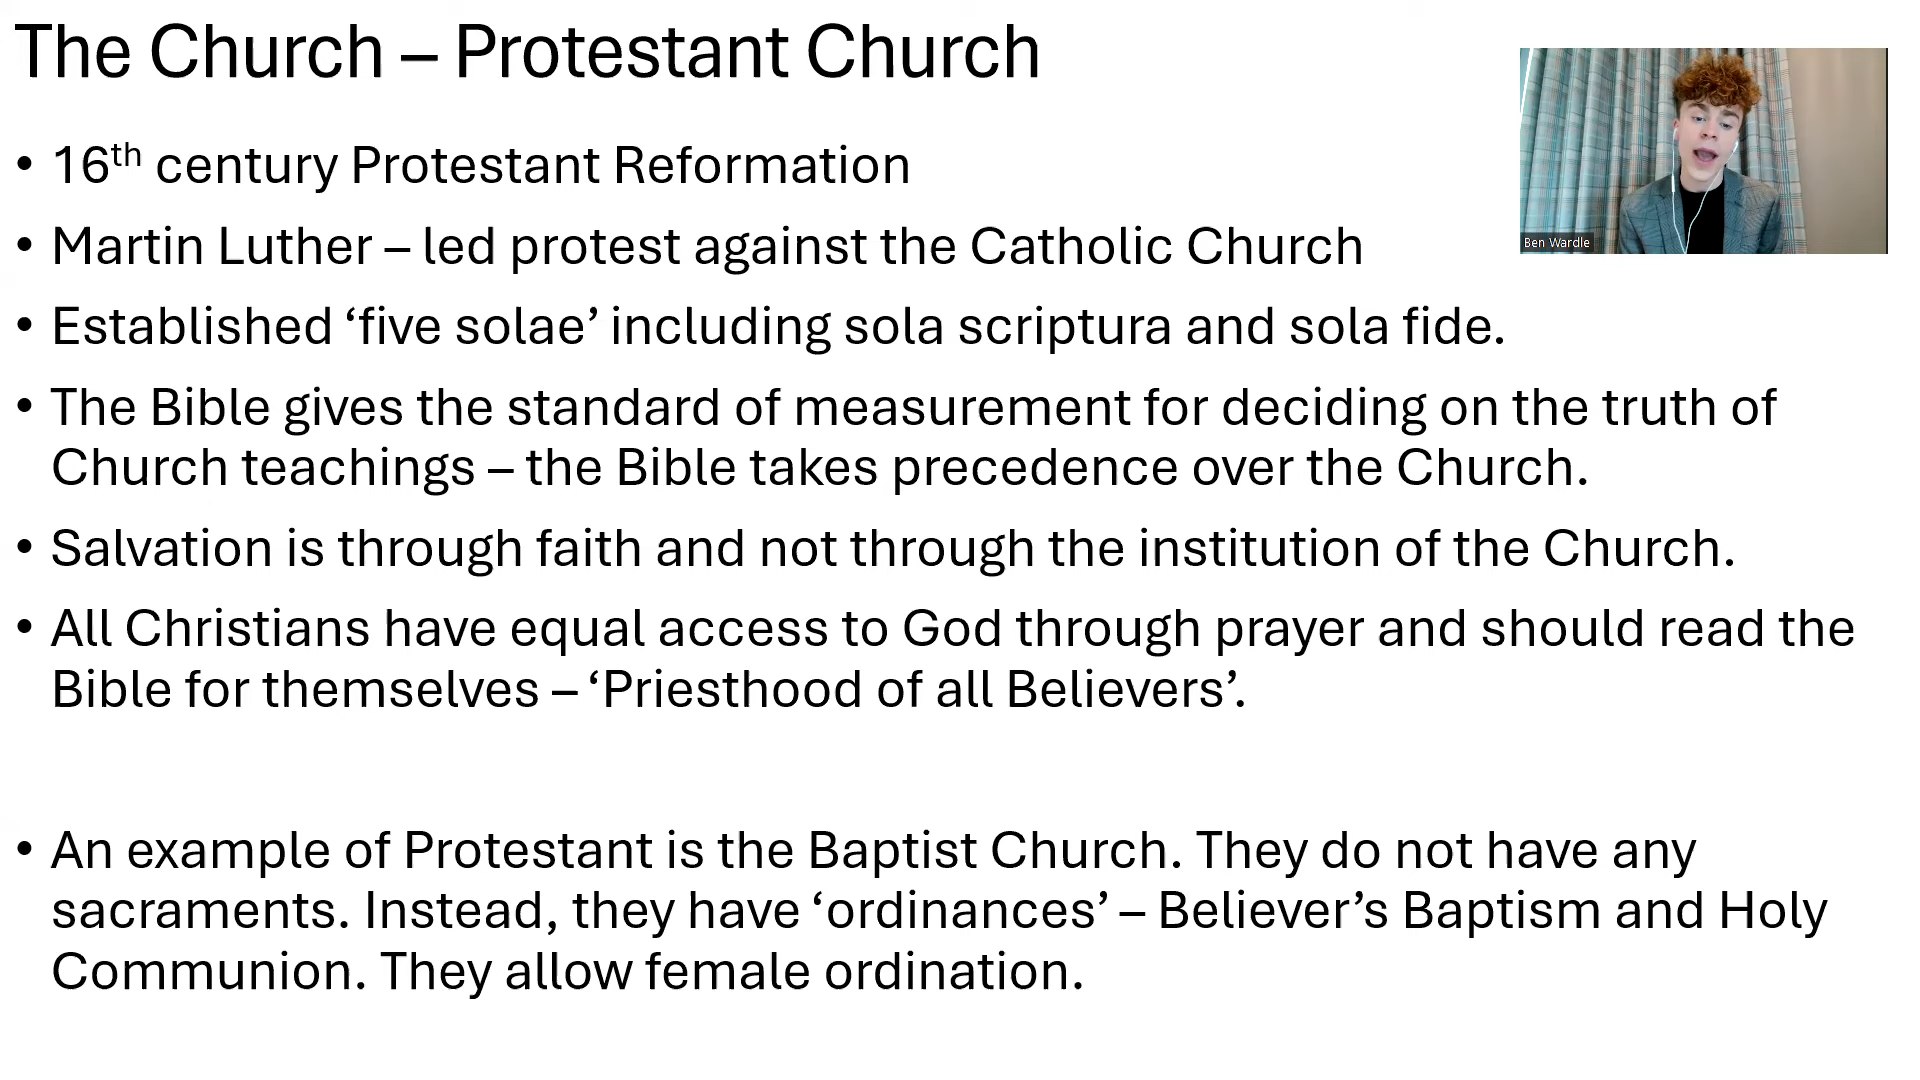 The Church – Protestant Church
• 16th century Protestant Reformation
• Martin Luther – led protest against the Catholic Church
• Established ‘five solae’ including sola scriptura and sola fide.
• The Bible gives the standard of measurement for deciding on the truth of
Church teachings – the Bible takes precedence over the Church.
• Salvation is through faith and not through the institution of the Church.
• All Christians have equal access to God through prayer and should read the
Bible for themselves – ‘Priesthood of all Believers’.
• An example of Protestant is the Baptist Church. They do not have any
sacraments. Instead, they have ‘ordinances’ – Believer’s Baptism and Holy
Communion. They allow female ordination.
Ben Wardle